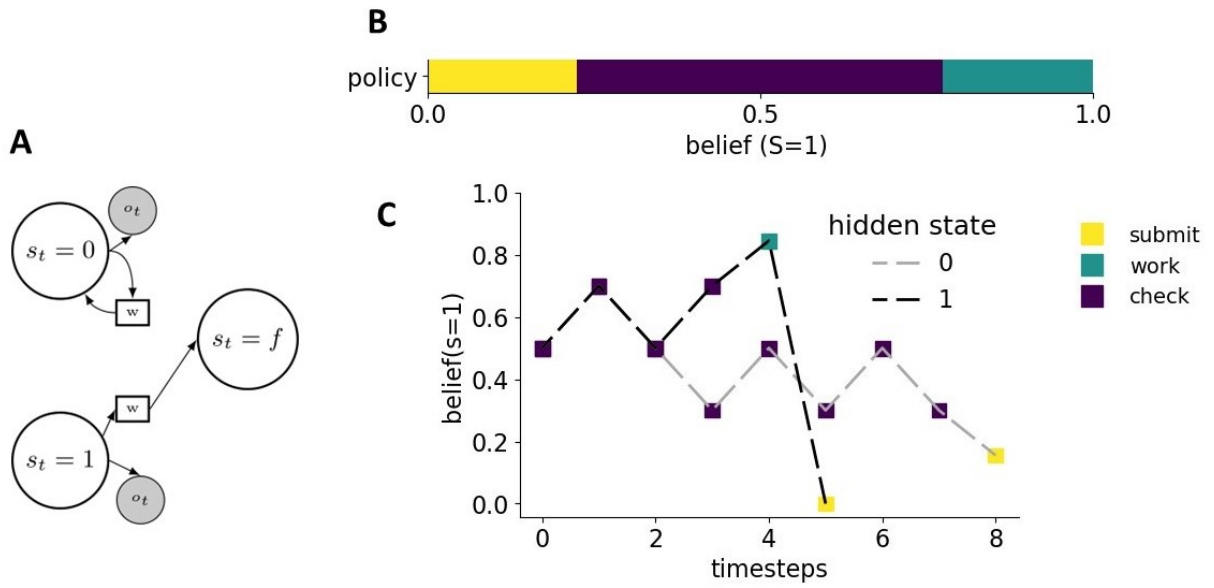 B
policy
0.0 0.5 1.0
belief (S=1)
A
o_t
s_t = 0
w
s_t = f
w
s_t = 1
o_t
C
1.0
0.8
0.6
0.4
0.2
0.0
belief(s=1)
0 2 4 6 8
timesteps
hidden state
0
1
submit
work
check